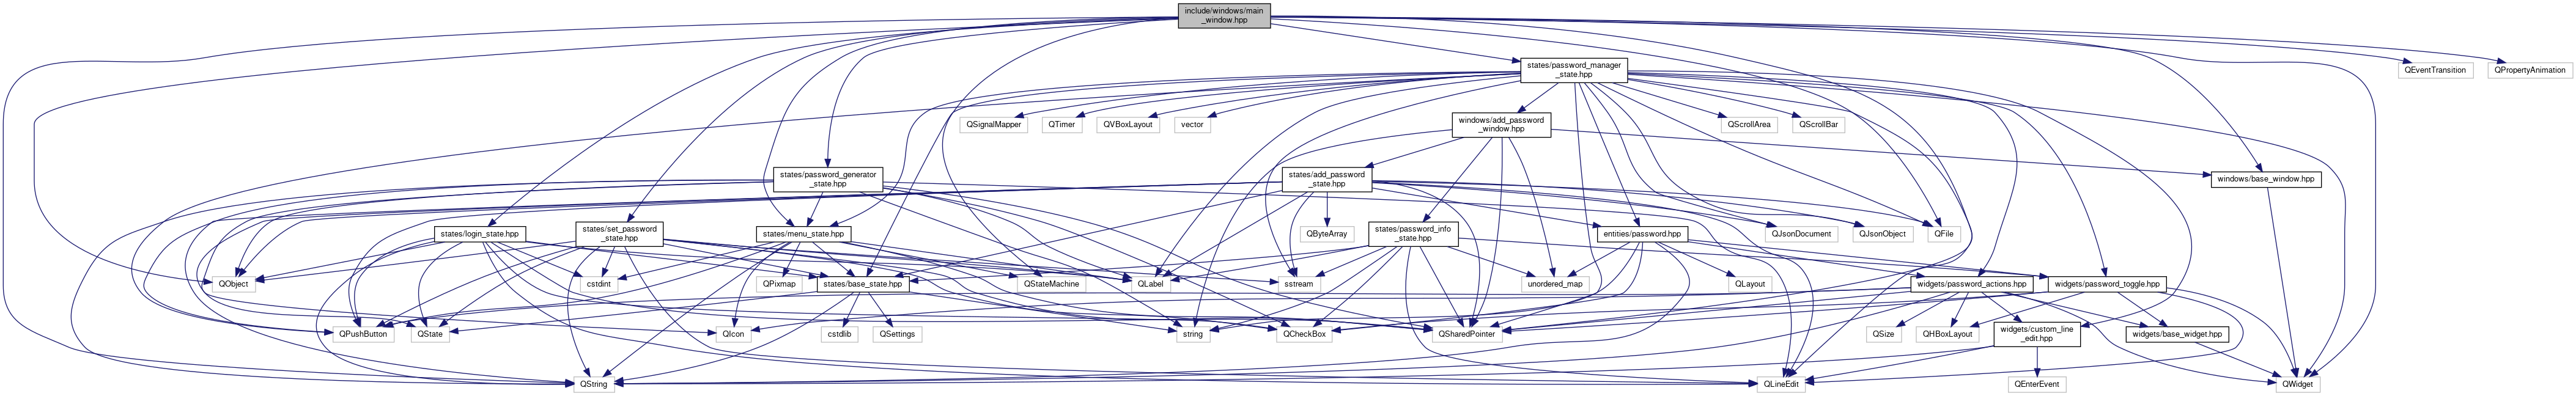 include/windows/main
_window.hpp
states/password_manager
_state.hpp
QEventTransition
QPropertyAnimation
QSignalMapper
QTimer
QVBoxLayout
vector
windows/add_password
_window.hpp
QScrollArea
QScrollBar
states/password_generator
_state.hpp
states/add_password
_state.hpp
windows/base_window.hpp
states/login_state.hpp
states/set_password
_state.hpp
states/menu_state.hpp
QByteArray
states/password_info
_state.hpp
entities/password.hpp
QJsonDocument
QJsonObject
QFile
QObject
cstdint
QPixmap
states/base_state.hpp
QStateMachine
QLabel
sstream
unordered_map
QLayout
widgets/password_actions.hpp
widgets/password_toggle.hpp
QPushButton
QState
QIcon
cstdlib
QSettings
string
QCheckBox
QSharedPointer
QSize
QHBoxLayout
widgets/custom_line
_edit.hpp
widgets/base_widget.hpp
QString
QLineEdit
QEnterEvent
QWidget